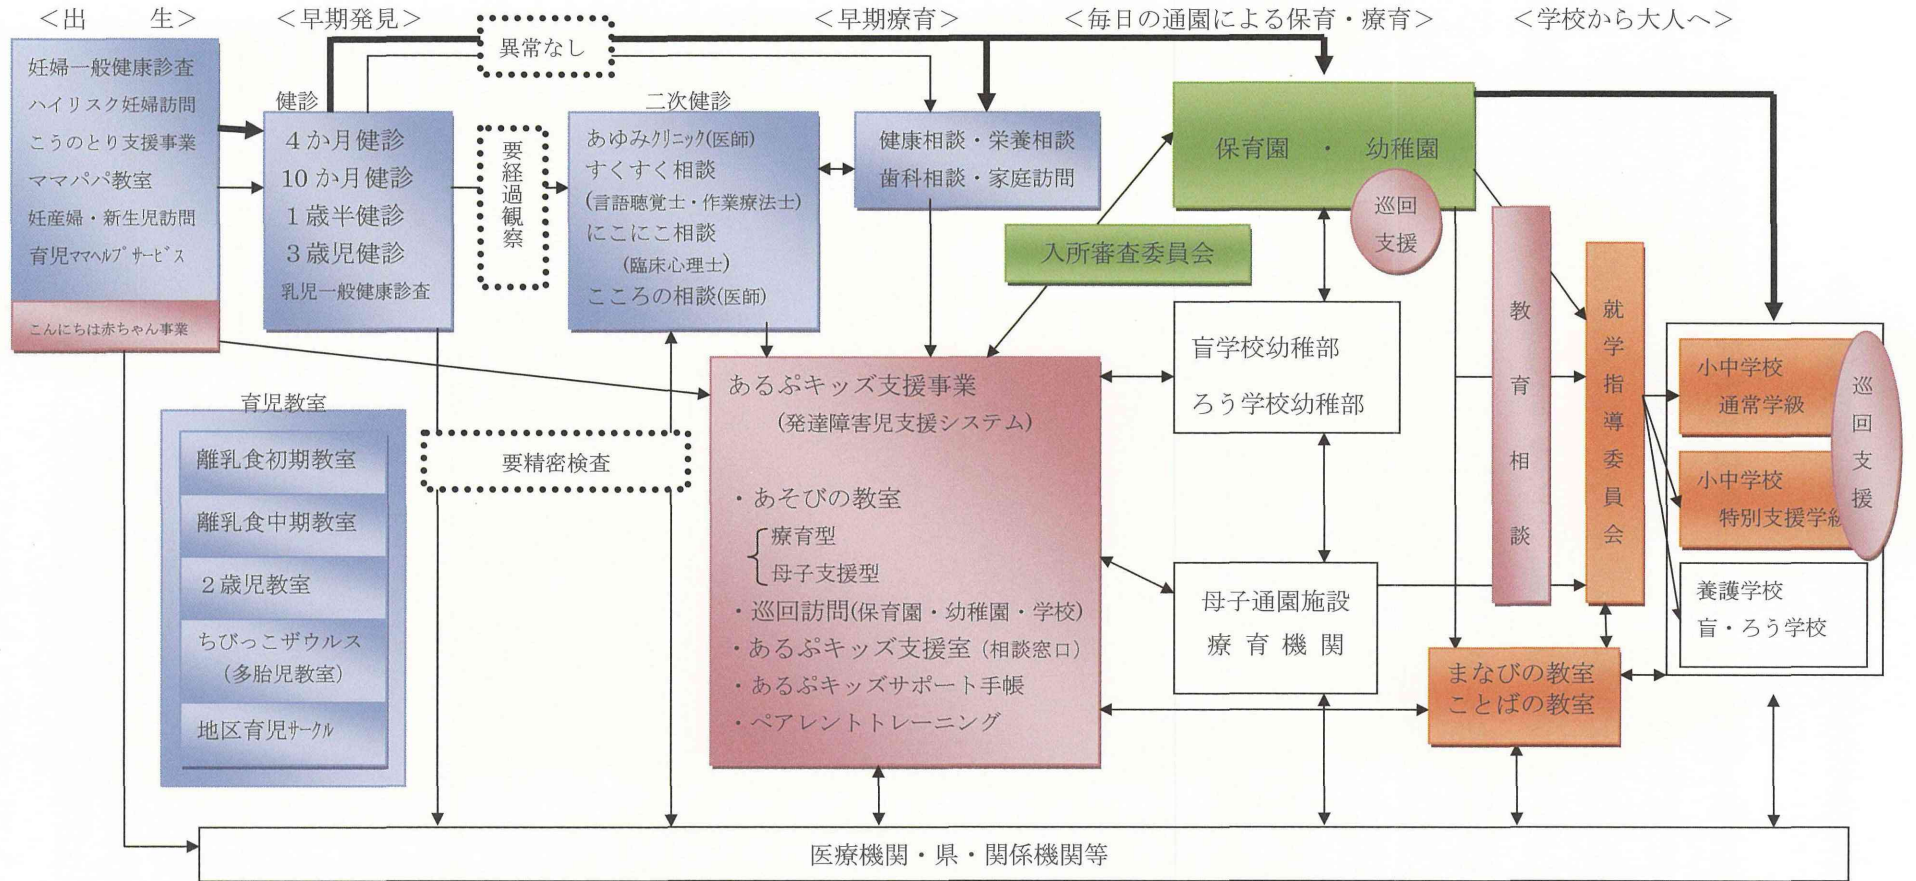 ＜出　　生＞
＜早期発見＞
＜早期療育＞
＜毎日の通園による保育・療育＞
＜学校から大人へ＞
妊婦一般健康診査
ハイリスク妊婦訪問
こうのとり支援事業
ママパパ教室
妊産婦・新生児訪問
育児ママヘルプサービス
こんにちは赤ちゃん事業
異常なし
健診
4か月健診
10か月健診
1歳半健診
3歳児健診
乳児一般健康診査
要経過観察
二次健診
あゆみクリニック(医師)
すくすく相談
(言語聴覚士・作業療法士)
にこにこ相談
(臨床心理士)
こころの相談(医師)
健康相談・栄養相談
歯科相談・家庭訪問
保育園　・　幼稚園
巡回
支援
入所審査委員会
盲学校幼稚部
ろう学校幼稚部
母子通園施設
療育機関
教育相談
就学指導委員会
小中学校
通常学級
小中学校
特別支援学級
巡回支援
養護学校
盲・ろう学校
まなびの教室
ことばの教室
育児教室
離乳食初期教室
離乳食中期教室
2歳児教室
ちびっこザウルス
(多胎児教室)
地区育児サークル
要精密検査
あるぷキッズ支援事業
(発達障害児支援システム)
・あそびの教室
療育型
母子支援型
・巡回訪問(保育園・幼稚園・学校)
・あるぷキッズ支援室(相談窓口)
・あるぷキッズサポート手帳
・ペアレントトレーニング
医療機関・県・関係機関等